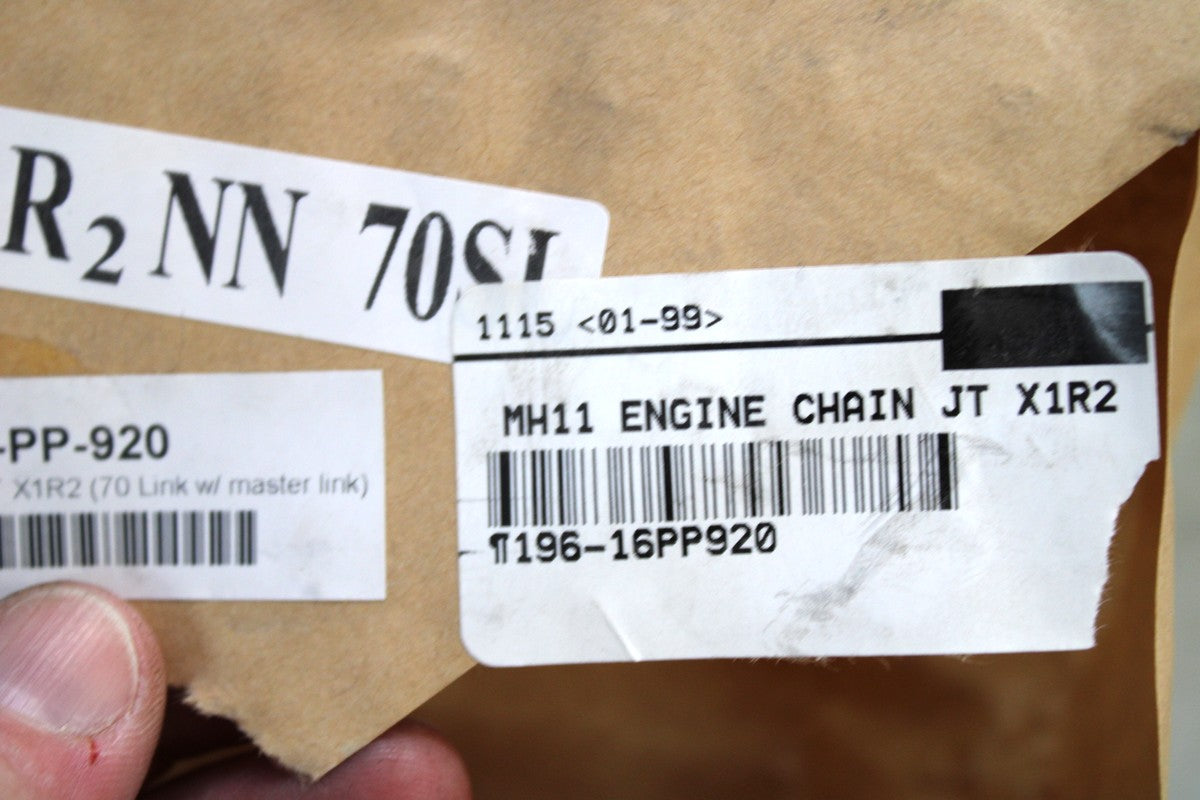 R2 NN 70SL
1115 <01-99>
MH11 ENGINE CHAIN JT X1R2
¶196-16PP920
-PP-920
X1R2 (70 Link w/ master link)